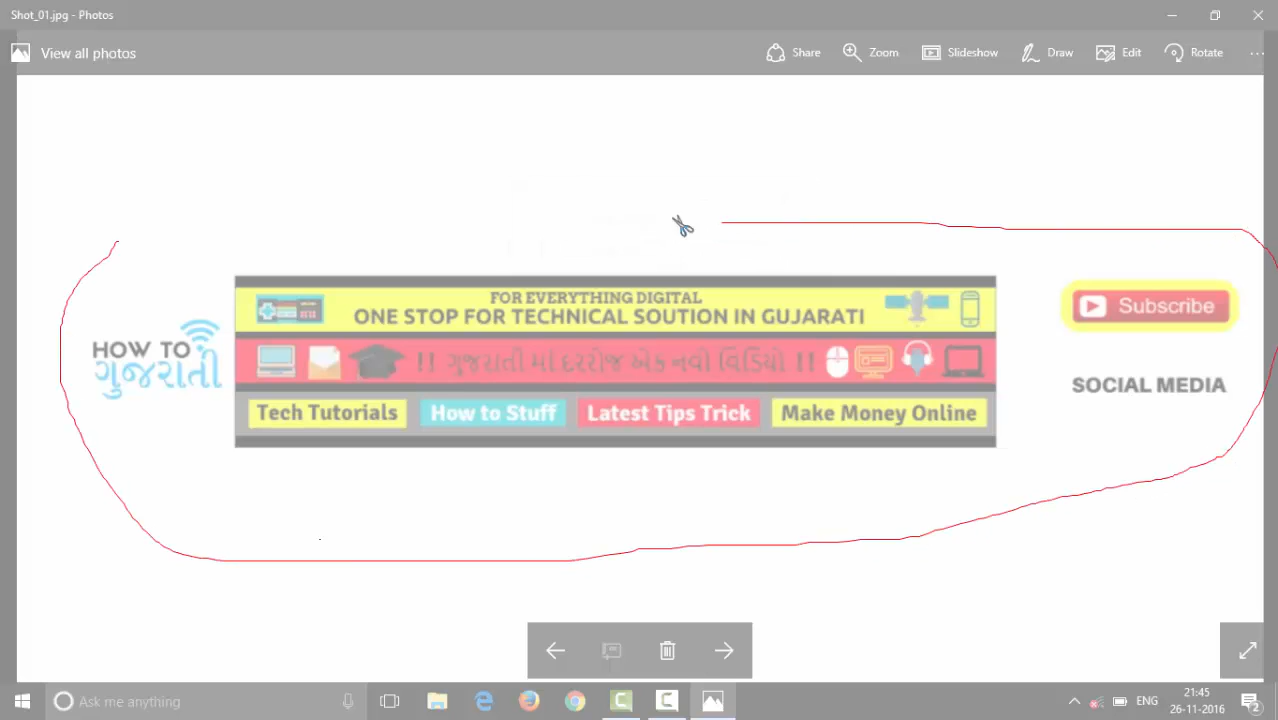 Shot_01.jpg - Photos
View all photos
Share
Zoom
Slideshow
Draw
Edit
Rotate
FOR EVERYTHING DIGITAL
ONE STOP FOR TECHNICAL SOUTION IN GUJARATI
Subscribe
HOW TO
ગુજરાતી
!! ગુજરાતી માં દરરોજ એક નવો વિડિયો !!
SOCIAL MEDIA
Tech Tutorials
How to Stuff
Latest Tips Trick
Make Money Online
Ask me anything
ENG
21:45
26-11-2016
2